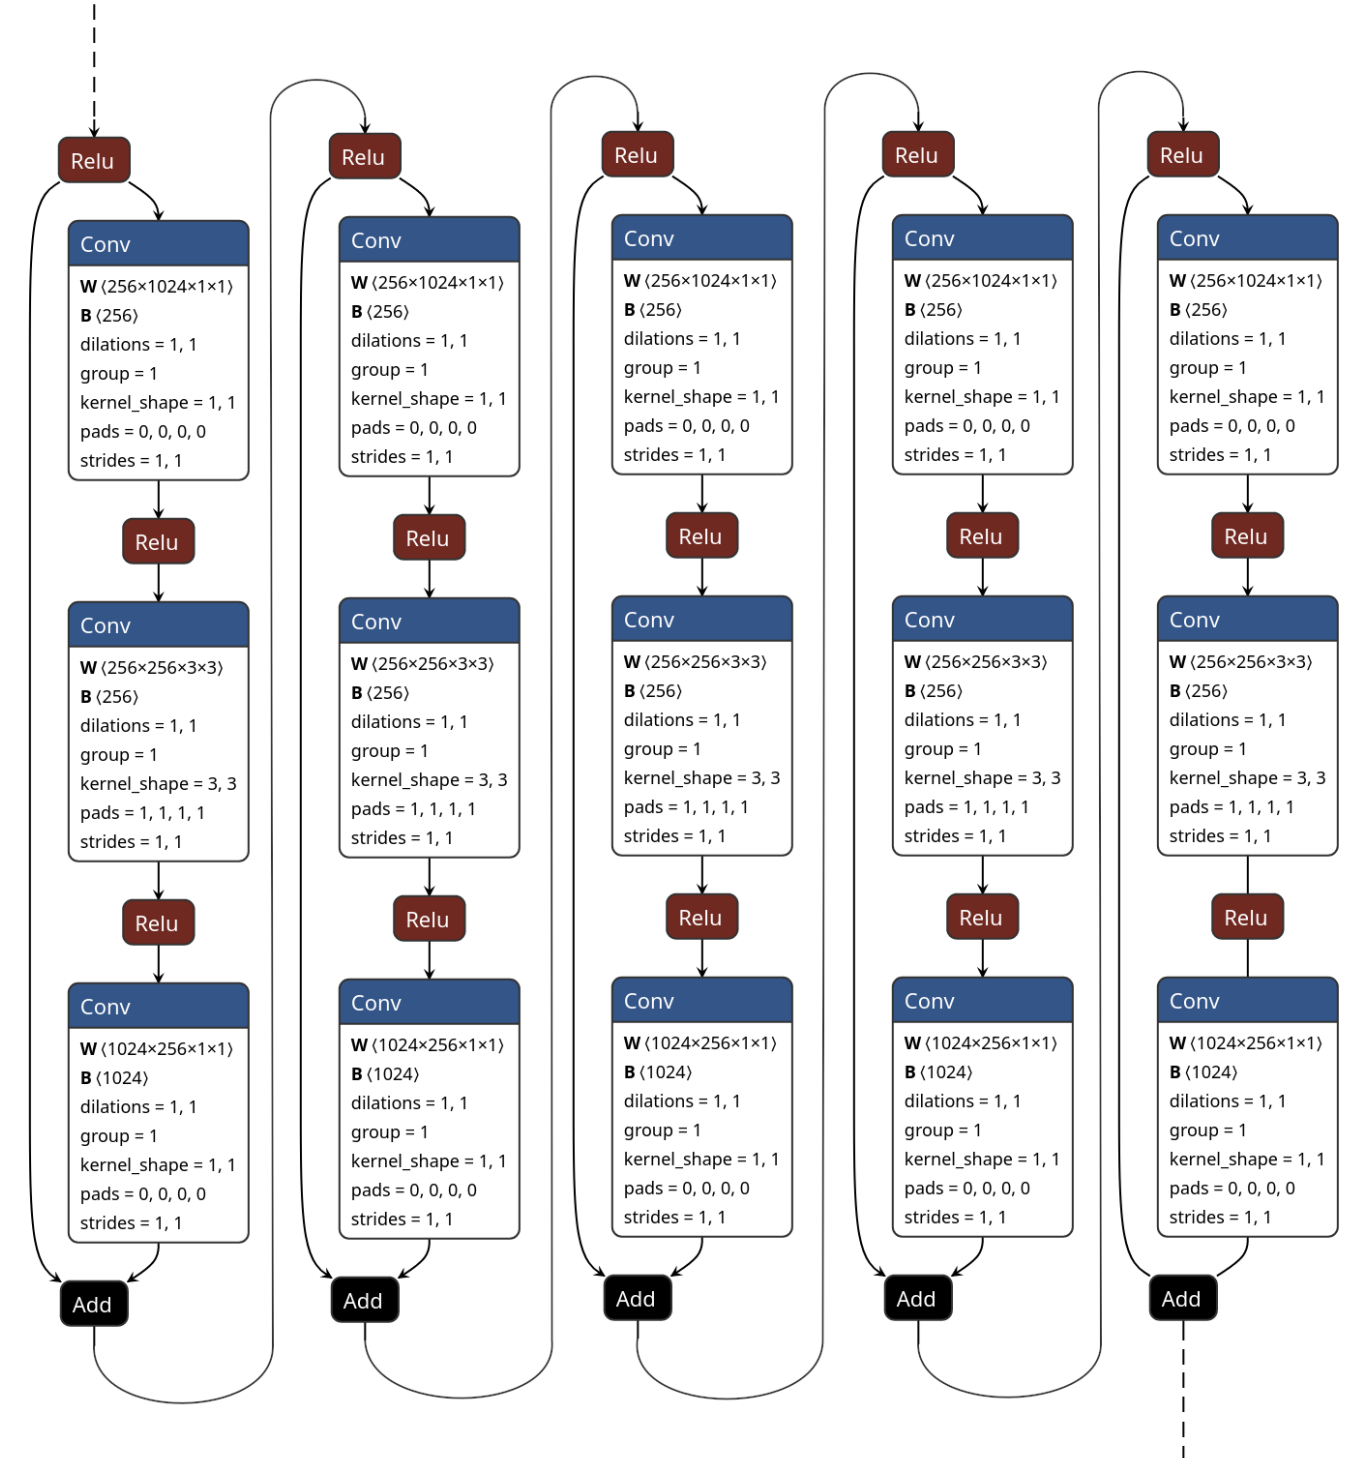 Relu
Conv
W ⟨256×1024×1×1⟩
B ⟨256⟩
dilations = 1, 1
group = 1
kernel_shape = 1, 1
pads = 0, 0, 0, 0
strides = 1, 1
Relu
Conv
W ⟨256×256×3×3⟩
B ⟨256⟩
dilations = 1, 1
group = 1
kernel_shape = 3, 3
pads = 1, 1, 1, 1
strides = 1, 1
Relu
Conv
W ⟨1024×256×1×1⟩
B ⟨1024⟩
dilations = 1, 1
group = 1
kernel_shape = 1, 1
pads = 0, 0, 0, 0
strides = 1, 1
Add
Relu
Conv
W ⟨256×1024×1×1⟩
B ⟨256⟩
dilations = 1, 1
group = 1
kernel_shape = 1, 1
pads = 0, 0, 0, 0
strides = 1, 1
Relu
Conv
W ⟨256×256×3×3⟩
B ⟨256⟩
dilations = 1, 1
group = 1
kernel_shape = 3, 3
pads = 1, 1, 1, 1
strides = 1, 1
Relu
Conv
W ⟨1024×256×1×1⟩
B ⟨1024⟩
dilations = 1, 1
group = 1
kernel_shape = 1, 1
pads = 0, 0, 0, 0
strides = 1, 1
Add
Relu
Conv
W ⟨256×1024×1×1⟩
B ⟨256⟩
dilations = 1, 1
group = 1
kernel_shape = 1, 1
pads = 0, 0, 0, 0
strides = 1, 1
Relu
Conv
W ⟨256×256×3×3⟩
B ⟨256⟩
dilations = 1, 1
group = 1
kernel_shape = 3, 3
pads = 1, 1, 1, 1
strides = 1, 1
Relu
Conv
W ⟨1024×256×1×1⟩
B ⟨1024⟩
dilations = 1, 1
group = 1
kernel_shape = 1, 1
pads = 0, 0, 0, 0
strides = 1, 1
Add
Relu
Conv
W ⟨256×1024×1×1⟩
B ⟨256⟩
dilations = 1, 1
group = 1
kernel_shape = 1, 1
pads = 0, 0, 0, 0
strides = 1, 1
Relu
Conv
W ⟨256×256×3×3⟩
B ⟨256⟩
dilations = 1, 1
group = 1
kernel_shape = 3, 3
pads = 1, 1, 1, 1
strides = 1, 1
Relu
Conv
W ⟨1024×256×1×1⟩
B ⟨1024⟩
dilations = 1, 1
group = 1
kernel_shape = 1, 1
pads = 0, 0, 0, 0
strides = 1, 1
Add
Relu
Conv
W ⟨256×1024×1×1⟩
B ⟨256⟩
dilations = 1, 1
group = 1
kernel_shape = 1, 1
pads = 0, 0, 0, 0
strides = 1, 1
Relu
Conv
W ⟨256×256×3×3⟩
B ⟨256⟩
dilations = 1, 1
group = 1
kernel_shape = 3, 3
pads = 1, 1, 1, 1
strides = 1, 1
Relu
Conv
W ⟨1024×256×1×1⟩
B ⟨1024⟩
dilations = 1, 1
group = 1
kernel_shape = 1, 1
pads = 0, 0, 0, 0
strides = 1, 1
Add